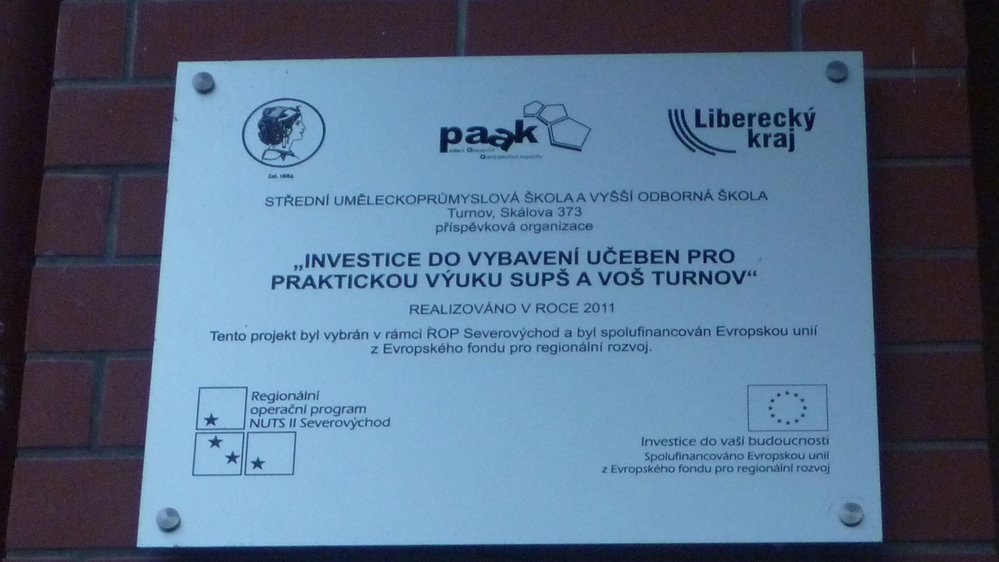 zal. 1884
paak
Liberecký
kraj
STŘEDNÍ UMĚLECKOPRŮMYSLOVÁ ŠKOLA A VYŠŠÍ ODBORNÁ ŠKOLA
Turnov, Skálova 373
příspěvková organizace
„INVESTICE DO VYBAVENÍ UČEBEN PRO
PRAKTICKOU VÝUKU SUPŠ A VOŠ TURNOV“
REALIZOVÁNO V ROCE 2011
Tento projekt byl vybrán v rámci ROP Severovýchod a byl spolufinancován Evropskou unií
z Evropského fondu pro regionální rozvoj.
Regionální
operační program
NUTS II Severovýchod
Investice do vaší budoucnosti
Spolufinancováno Evropskou unií
z Evropského fondu pro regionální rozvoj